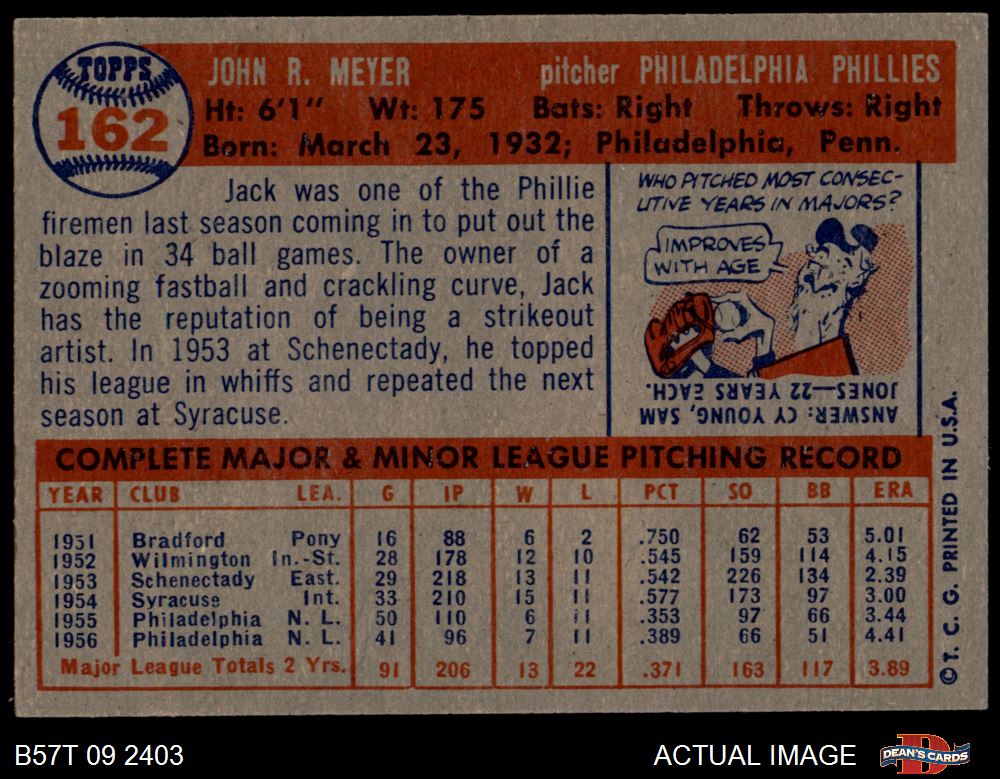 TOPPS
162
JOHN R. MEYER pitcher PHILADELPHIA PHILLIES
Ht: 6'1" Wt: 175 Bats: Right Throws: Right
Born: March 23, 1932; Philadelphia, Penn.
Jack was one of the Phillie
firemen last season coming in to put out the
blaze in 34 ball games. The owner of a
zooming fastball and crackling curve, Jack
has the reputation of being a strikeout
artist. In 1953 at Schenectady, he topped
his league in whiffs and repeated the next
season at Syracuse.
WHO PITCHED MOST CONSEC-
UTIVE YEARS IN MAJORS?
IMPROVES
WITH AGE
ANSWER: CY YOUNG, SAM
JONES—22 YEARS EACH.
COMPLETE MAJOR & MINOR LEAGUE PITCHING RECORD
YEAR CLUB LEA. G IP W L PCT SO BB ERA
1951 Bradford Pony 16 88 6 2 .750 62 53 5.01
1952 Wilmington In.-St. 28 178 12 10 .545 159 114 4.15
1953 Schenectady East. 29 218 13 11 .542 226 134 2.39
1954 Syracuse Int. 33 210 15 11 .577 173 97 3.00
1955 Philadelphia N. L. 50 110 6 11 .353 97 66 3.44
1956 Philadelphia N. L. 41 96 7 11 .389 66 51 4.41
Major League Totals 2 Yrs. 91 206 13 22 .371 163 117 3.89
© T. C. G. PRINTED IN U.S.A.
B57T 09 2403 ACTUAL IMAGE DEAN'S CARDS